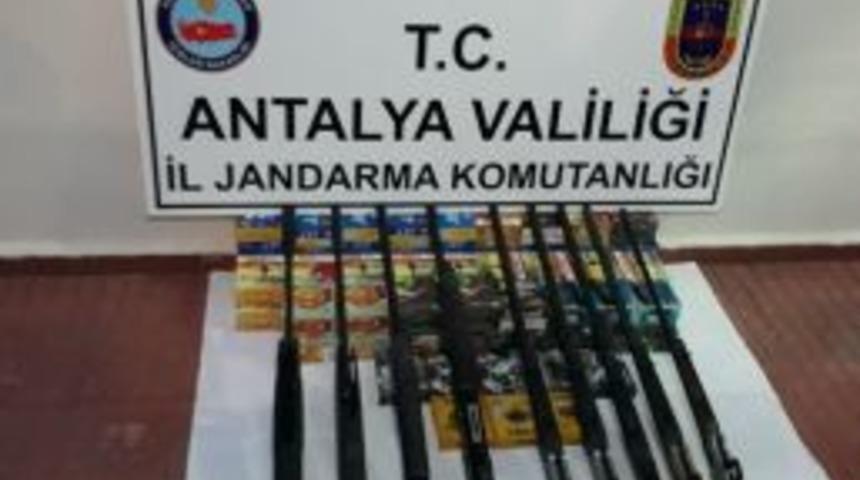 T.C.
ANTALYA VALİLİĞİ
İL JANDARMA KOMUTANLIĞI